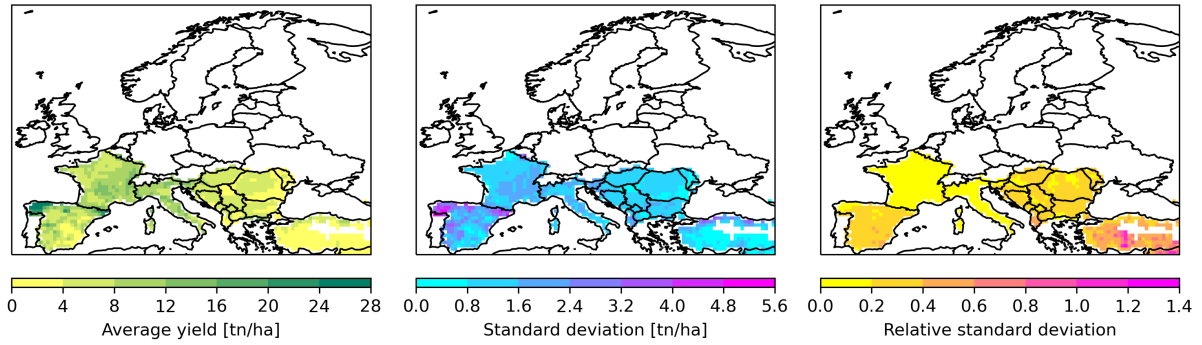 0 4 8 12 16 20 24 28
Average yield [tn/ha]
0.0 0.8 1.6 2.4 3.2 4.0 4.8 5.6
Standard deviation [tn/ha]
0.0 0.2 0.4 0.6 0.8 1.0 1.2 1.4
Relative standard deviation